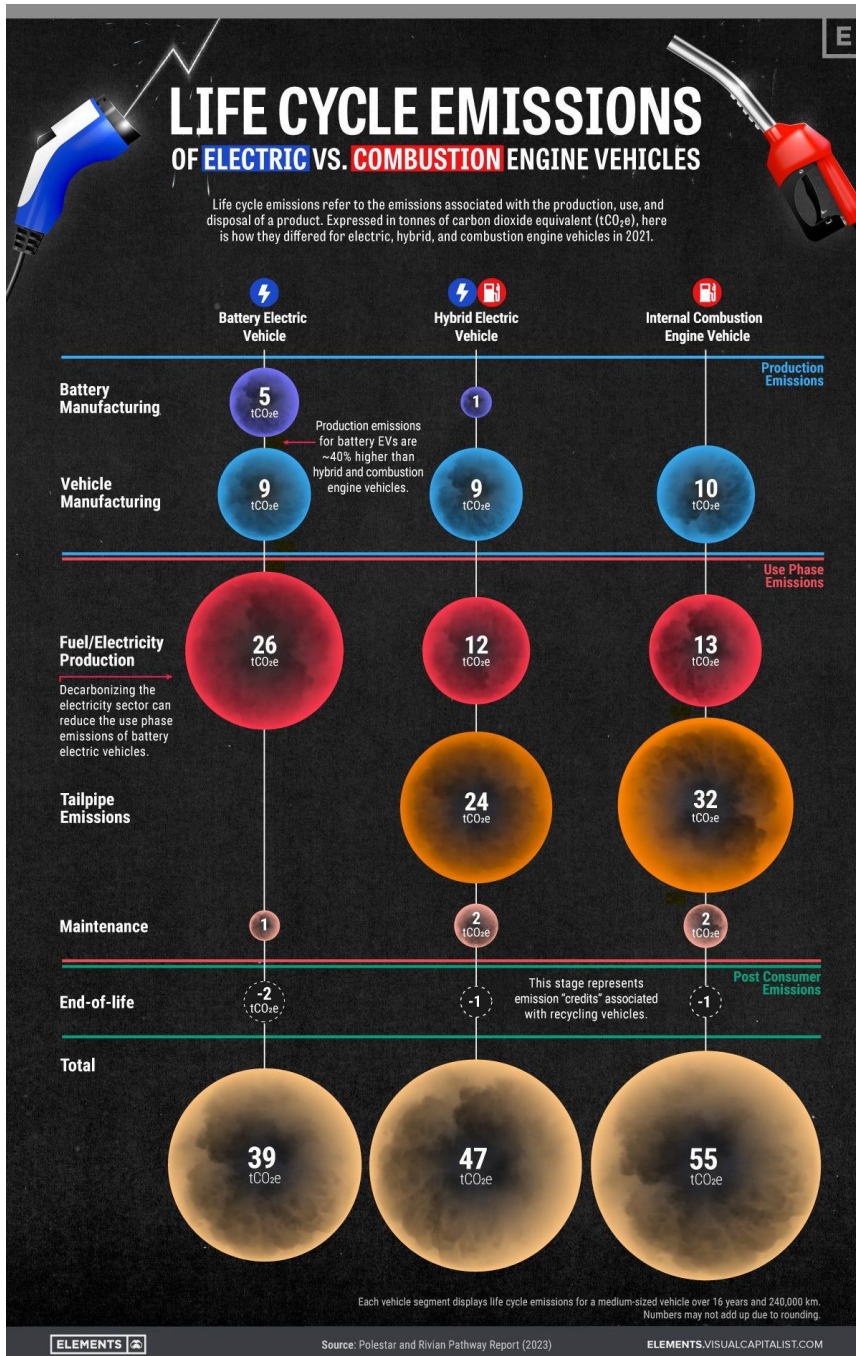 E
LIFE CYCLE EMISSIONS
OF ELECTRIC VS. COMBUSTION ENGINE VEHICLES
Life cycle emissions refer to the emissions associated with the production, use, and
disposal of a product. Expressed in tonnes of carbon dioxide equivalent (tCO₂e), here
is how they differed for electric, hybrid, and combustion engine vehicles in 2021.
Battery Electric
Vehicle
Hybrid Electric
Vehicle
Internal Combustion
Engine Vehicle
Production
Emissions
Battery
Manufacturing
5
tCO₂e
1
Production emissions
for battery EVs are
~40% higher than
hybrid and combustion
engine vehicles.
Vehicle
Manufacturing
9
tCO₂e
9
tCO₂e
10
tCO₂e
Use Phase
Emissions
Fuel/Electricity
Production
26
tCO₂e
12
tCO₂e
13
tCO₂e
Decarbonizing the
electricity sector can
reduce the use phase
emissions of battery
electric vehicles.
Tailpipe
Emissions
24
tCO₂e
32
tCO₂e
Maintenance
1
2
tCO₂e
2
tCO₂e
Post Consumer
Emissions
End-of-life
-2
tCO₂e
-1
This stage represents
emission "credits" associated
with recycling vehicles.
-1
Total
39
tCO₂e
47
tCO₂e
55
tCO₂e
Each vehicle segment displays life cycle emissions for a medium-sized vehicle over 16 years and 240,000 km.
Numbers may not add up due to rounding.
ELEMENTS
Source: Polestar and Rivian Pathway Report (2023)
ELEMENTS.VISUALCAPITALIST.COM